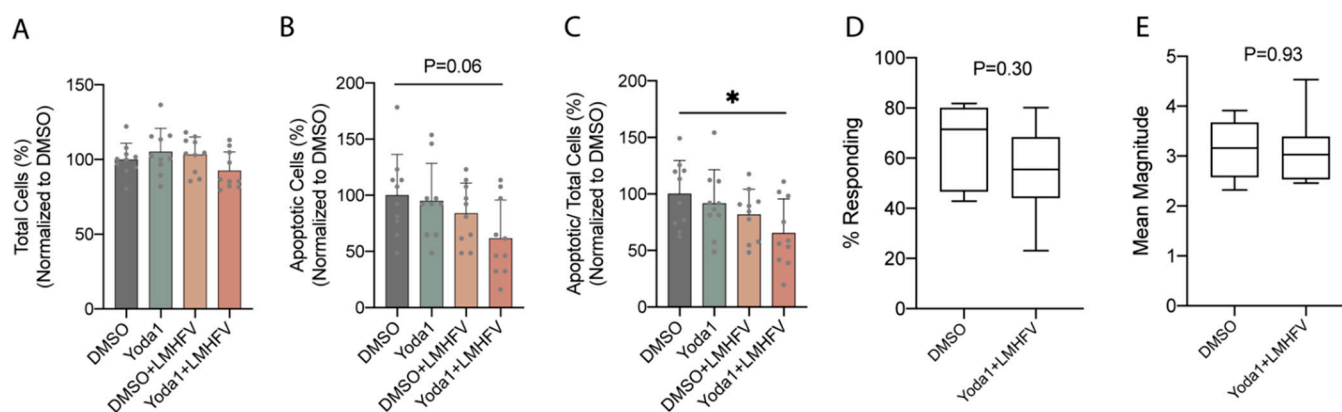 A
Total Cells (%)
(Normalized to DMSO)
150
100
50
0
DMSO
Yoda1
DMSO+LMHFV
Yoda1+LMHFV
B
Apoptotic Cells (%)
(Normalized to DMSO)
200
150
100
50
0
P=0.06
DMSO
Yoda1
DMSO+LMHFV
Yoda1+LMHFV
C
Apoptotic/ Total Cells (%)
(Normalized to DMSO)
200
150
100
50
0
*
DMSO
Yoda1
DMSO+LMHFV
Yoda1+LMHFV
D
% Responding
100
80
60
40
20
0
P=0.30
DMSO
Yoda1+LMHFV
E
Mean Magnitude
5
4
3
2
1
0
P=0.93
DMSO
Yoda1+LMHFV